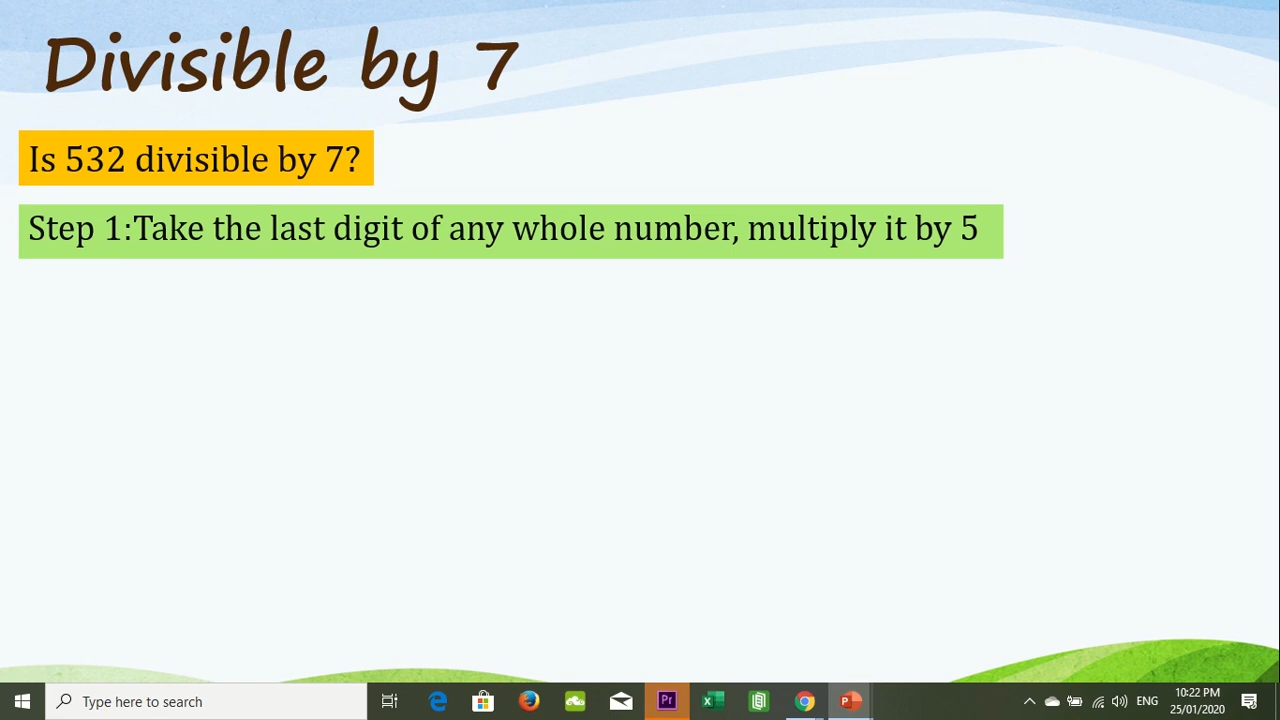 Divisible by 7
Is 532 divisible by 7?
Step 1:Take the last digit of any whole number, multiply it by 5
Type here to search
Pr
ENG
10:22 PM
25/01/2020